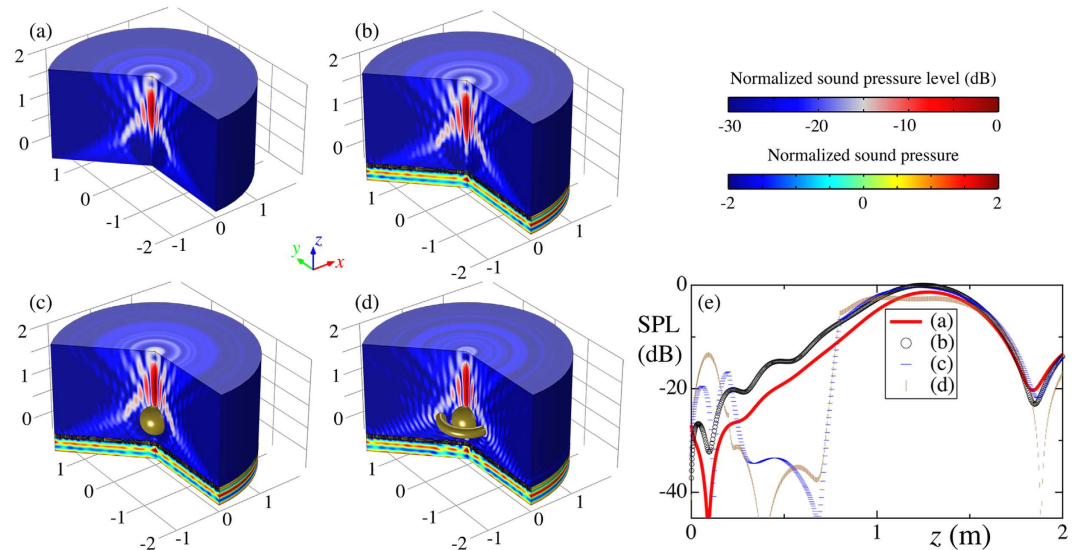 (a)
2
1
0
1
0
-1
-2
-1
0
1
(b)
2
1
0
1
0
-1
-2
-1
0
1
Normalized sound pressure level (dB)
-30 -20 -10 0
Normalized sound pressure
-2 0 2
y z x
(c)
2
1
0
1
0
-1
-2
-1
0
1
(d)
2
1
0
1
0
-1
-2
-1
0
1
(e)
SPL
(dB)
0
-20
-40
(a)
(b)
(c)
(d)
0 1 z (m) 2